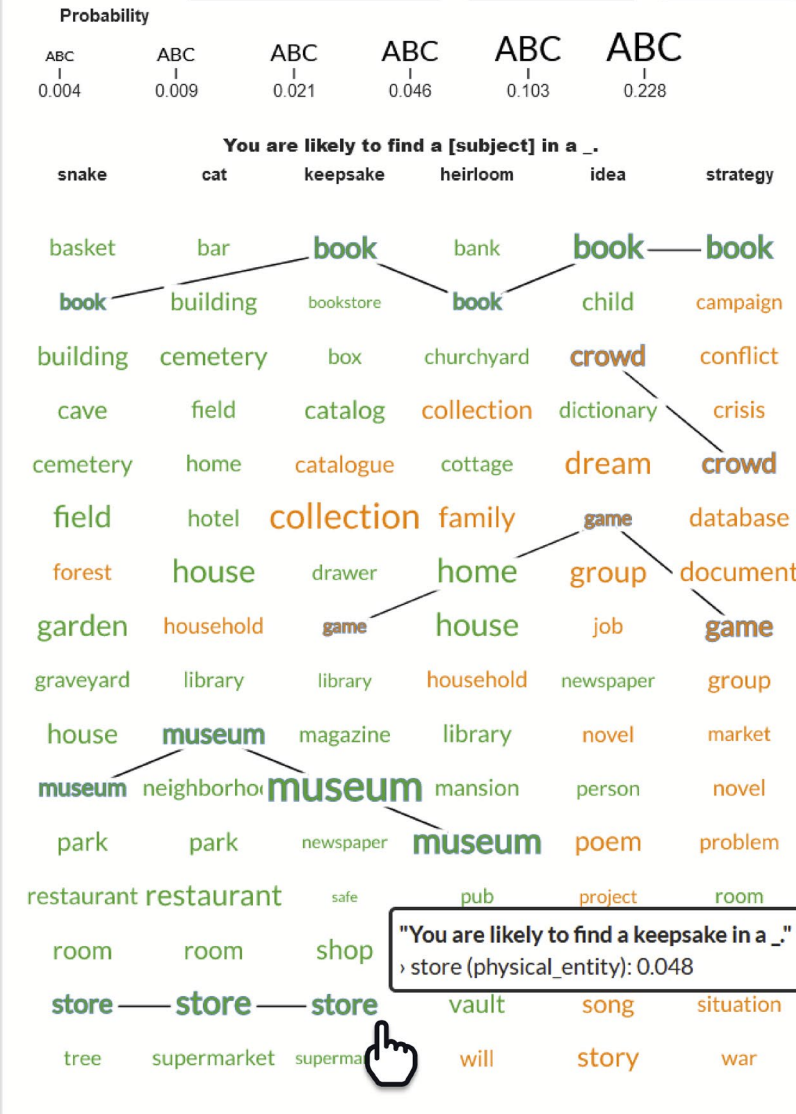 Probability
ABC ABC ABC ABC ABC ABC
0.004 0.009 0.021 0.046 0.103 0.228
You are likely to find a [subject] in a _.
snake cat keepsake heirloom idea strategy
basket bar book bank book book
book building bookstore book child campaign
building cemetery box churchyard crowd conflict
cave field catalog collection dictionary crisis
cemetery home catalogue cottage dream crowd
field hotel collection family game database
forest house drawer home group document
garden household game house job game
graveyard library library household newspaper group
house museum magazine library novel market
museum neighborhoo museum mansion person novel
park park newspaper museum poem problem
restaurant restaurant safe pub project room
room room shop
"You are likely to find a keepsake in a _."
› store (physical_entity): 0.048
store store store vault song situation
tree supermarket superma will story war